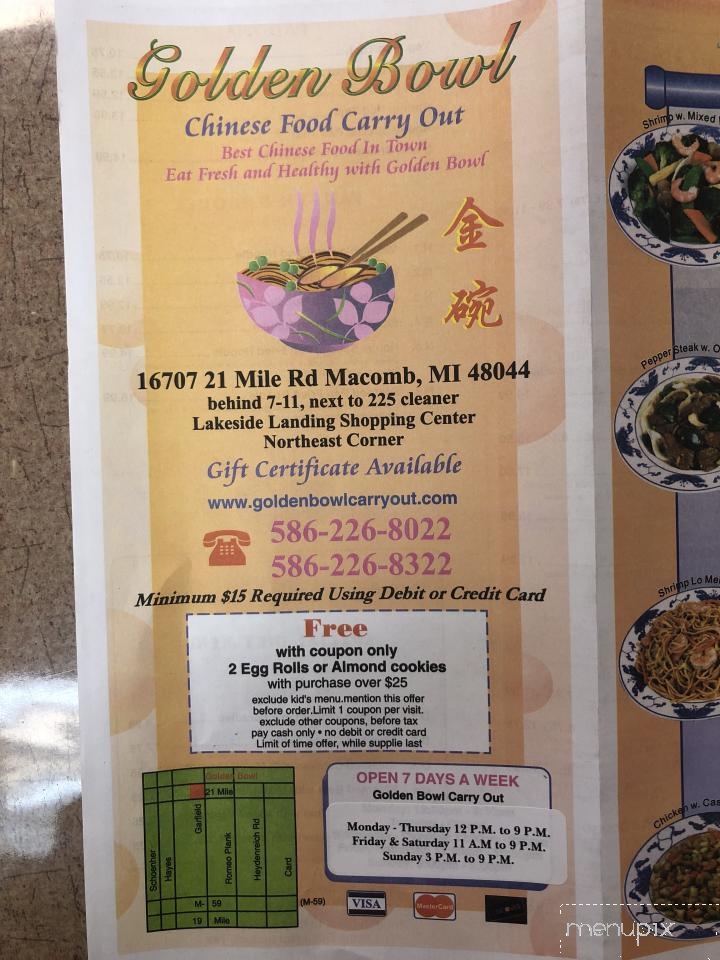 Golden Bowl
Chinese Food Carry Out
Best Chinese Food In Town
Eat Fresh and Healthy with Golden Bowl
金
碗
16707 21 Mile Rd Macomb, MI 48044
behind 7-11, next to 225 cleaner
Lakeside Landing Shopping Center
Northeast Corner
Gift Certificate Available
www.goldenbowlcarryout.com
586-226-8022
586-226-8322
Minimum $15 Required Using Debit or Credit Card
Free
with coupon only
2 Egg Rolls or Almond cookies
with purchase over $25
exclude kid's menu.mention this offer
before order.Limit 1 coupon per visit.
exclude other coupons, before tax
pay cash only • no debit or credit card
Limit of time offer, while supplie last
Golden Bowl
21 Mile
Schoenherr
Hayes
Garfield
Romeo Plank
Heydenreich Rd
Card
M- 59
(M-59)
19 Mile
OPEN 7 DAYS A WEEK
Golden Bowl Carry Out
Monday - Thursday 12 P.M. to 9 P.M.
Friday & Saturday 11 A.M to 9 P.M.
Sunday 3 P.M. to 9 P.M.
VISA
MasterCard
Shrimp w. Mixed
Pepper Steak w. O
Shrimp Lo Me
Chicken w. Cas
menupix